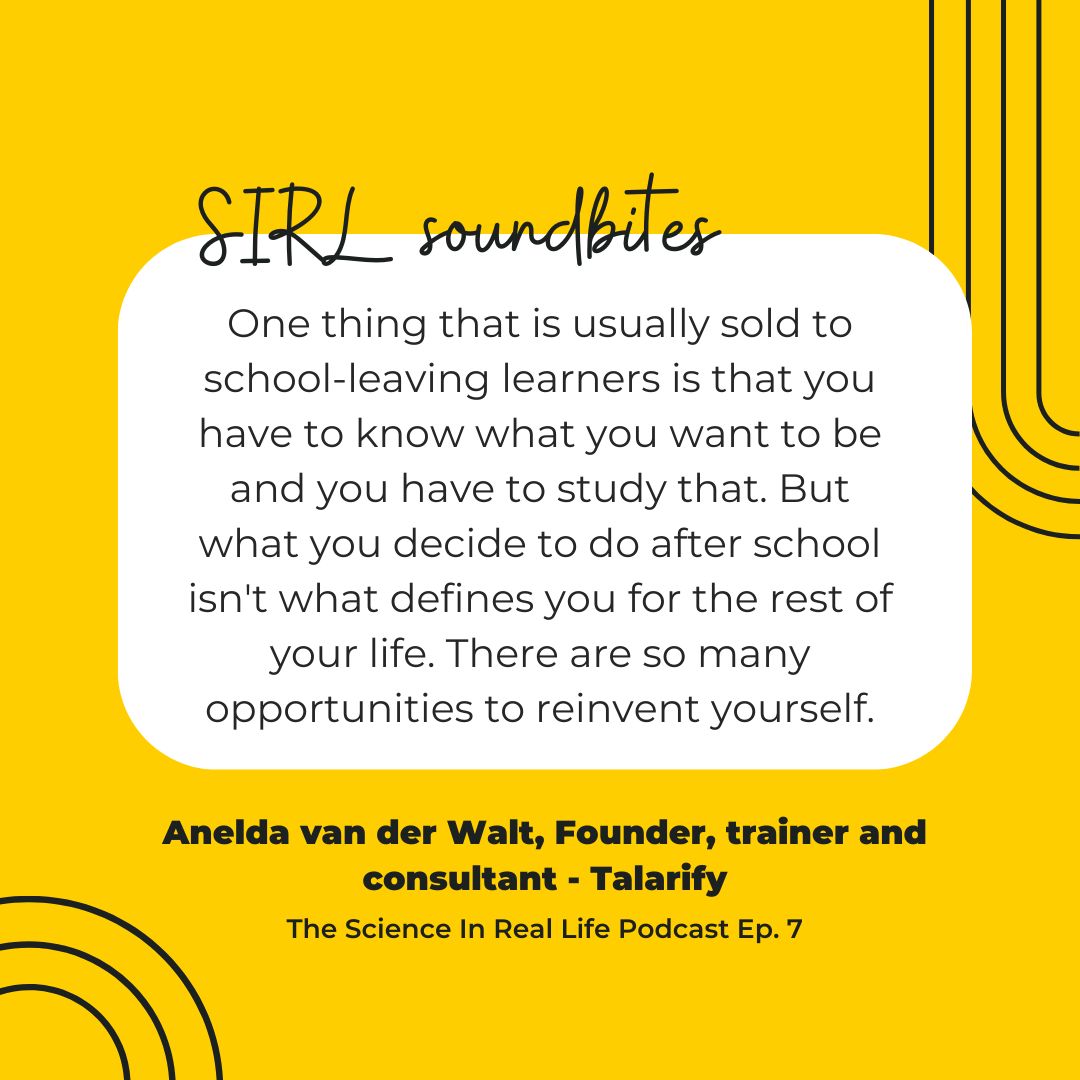 SIRL soundbites
One thing that is usually sold to
school-leaving learners is that you
have to know what you want to be
and you have to study that. But
what you decide to do after school
isn't what defines you for the rest of
your life. There are so many
opportunities to reinvent yourself.
Anelda van der Walt, Founder, trainer and
consultant - Talarify
The Science In Real Life Podcast Ep. 7